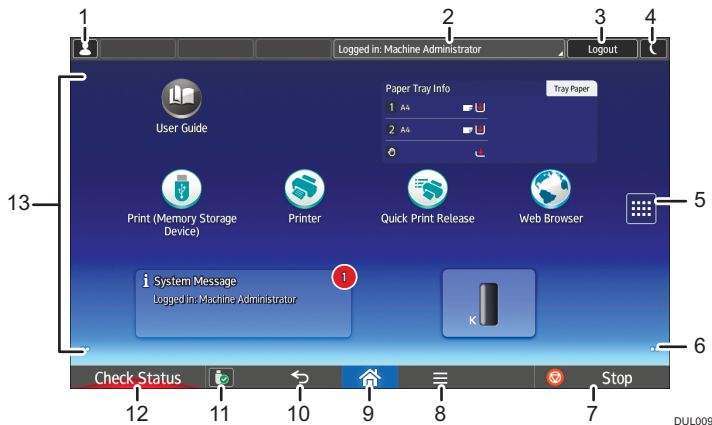 1
2
3
4
Logged in: Machine Administrator
Logout
Paper Tray Info
Tray Paper
1 A4
2 A4
User Guide
13
5
Print (Memory Storage
Device)
Printer
Quick Print Release
Web Browser
i System Message
1
Logged in: Machine Administrator
K
6
Check Status
Stop
12
11
10
9
8
7
DUL009